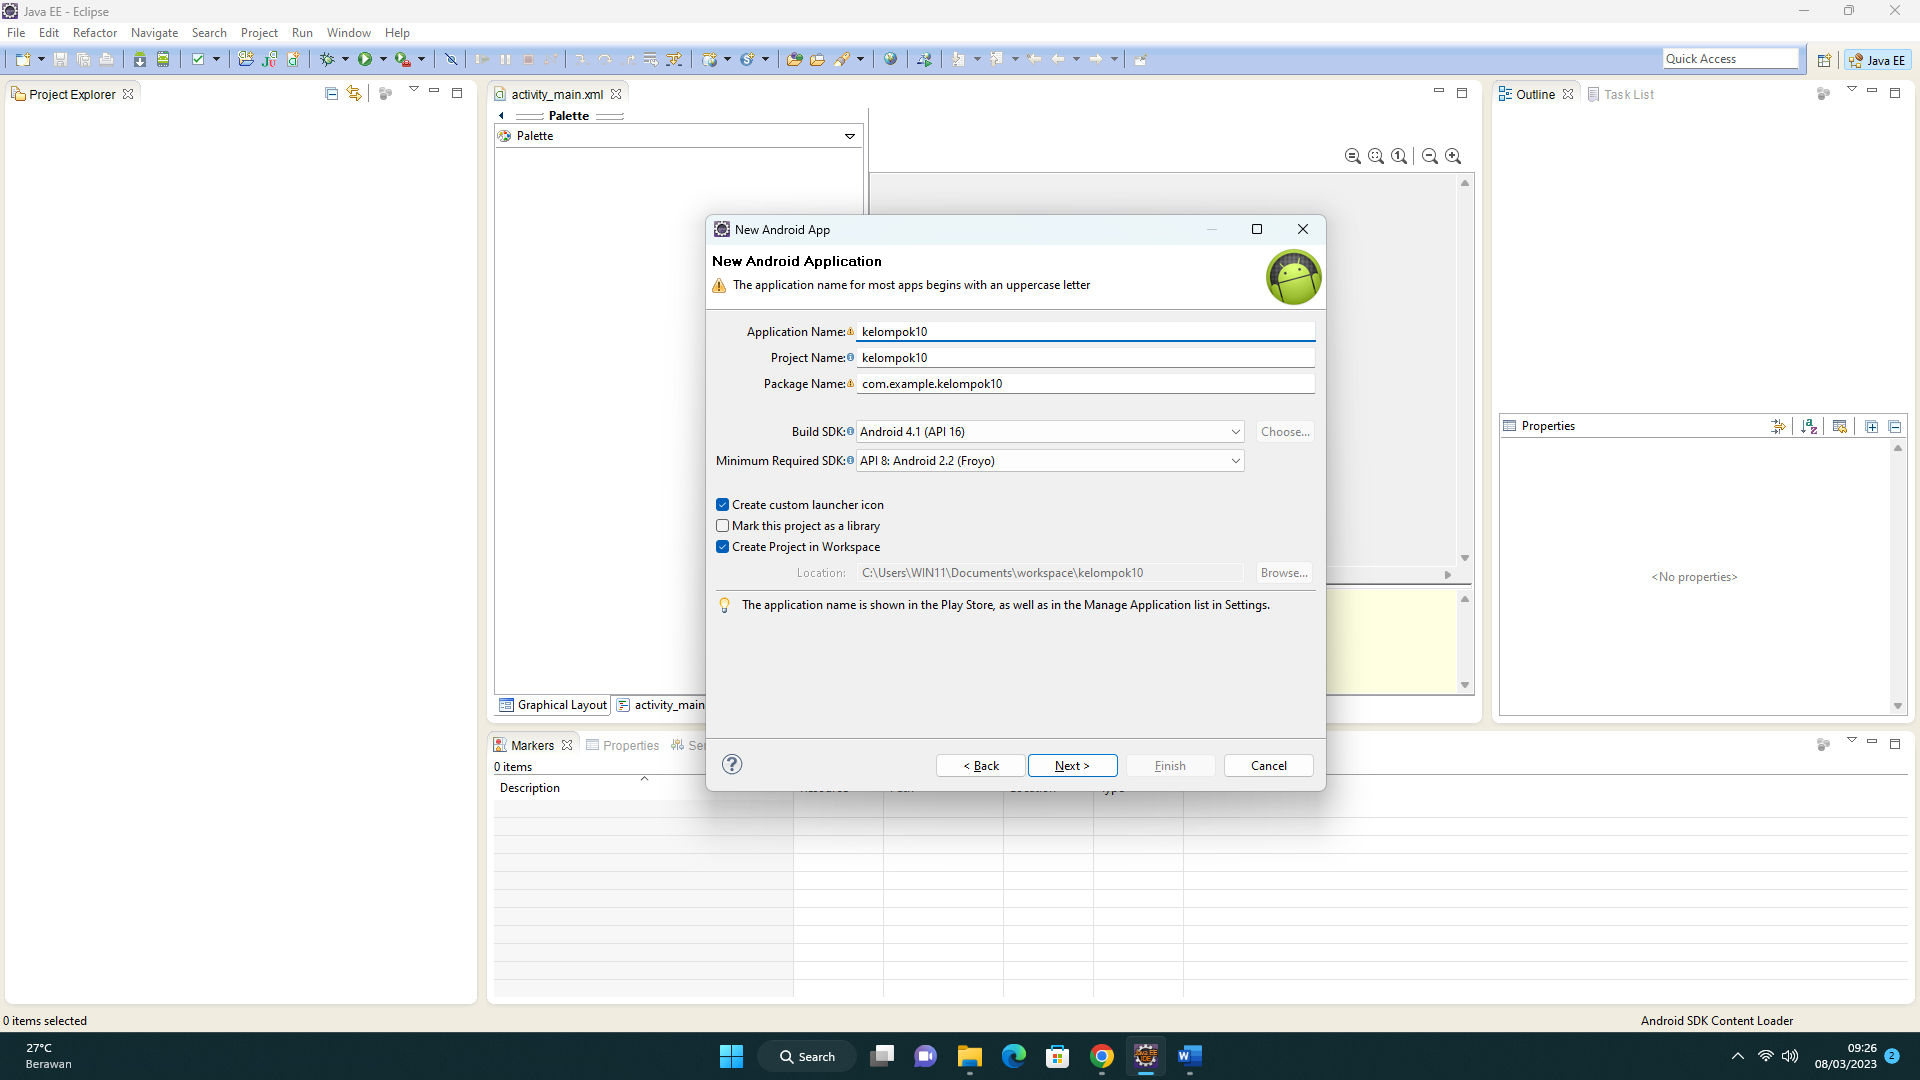 Java EE - Eclipse
File Edit Refactor Navigate Search Project Run Window Help
Quick Access
Java EE
Project Explorer
activity_main.xml
Palette
Palette
Outline
Task List
New Android App
New Android Application
The application name for most apps begins with an uppercase letter
Application Name: kelompok10
Project Name: kelompok10
Package Name: com.example.kelompok10
Build SDK: Android 4.1 (API 16) Choose...
Minimum Required SDK: API 8: Android 2.2 (Froyo)
Create custom launcher icon
Mark this project as a library
Create Project in Workspace
Location: C:\Users\WIN11\Documents\workspace\kelompok10 Browse...
The application name is shown in the Play Store, as well as in the Manage Application list in Settings.
< Back Next > Finish Cancel
Properties
<No properties>
Graphical Layout activity_main
Markers Properties Se
0 items
Description
0 items selected
Android SDK Content Loader
27°C
Berawan
Search
09:26
08/03/2023
2